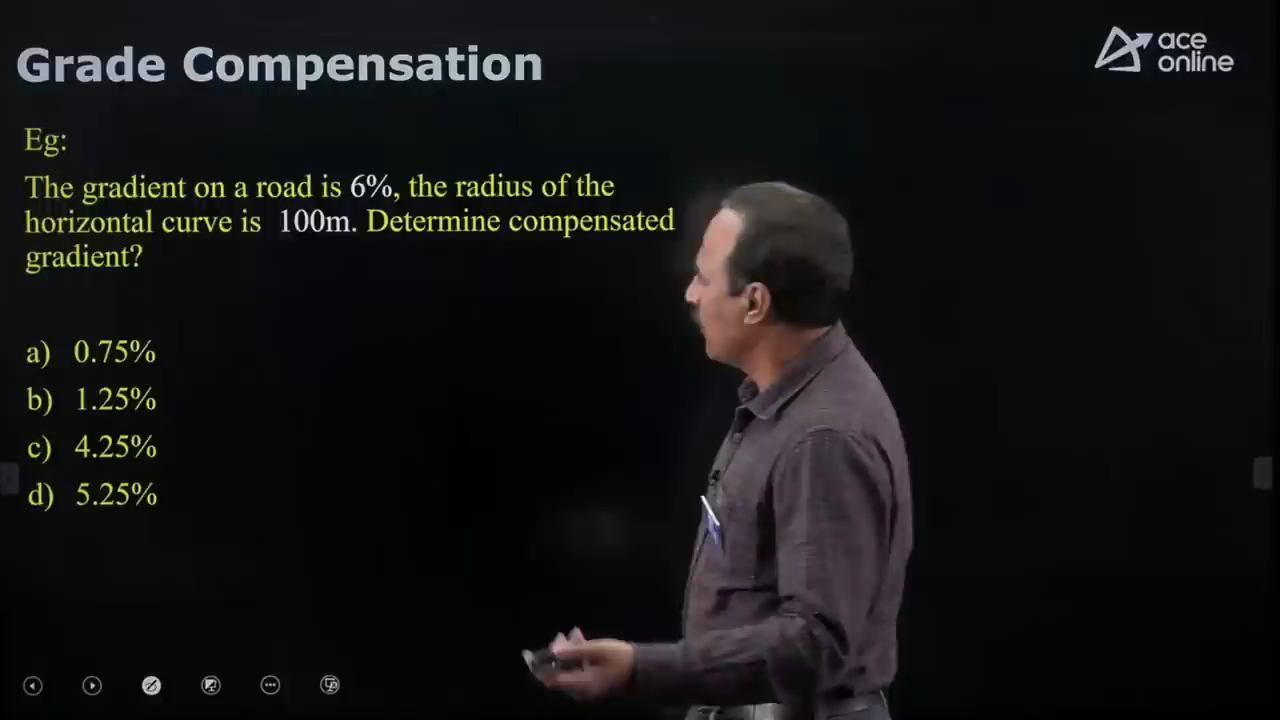 Grade Compensation
ace
online
Eg:
The gradient on a road is 6%, the radius of the
horizontal curve is 100m. Determine compensated
gradient?
a) 0.75%
b) 1.25%
c) 4.25%
d) 5.25%